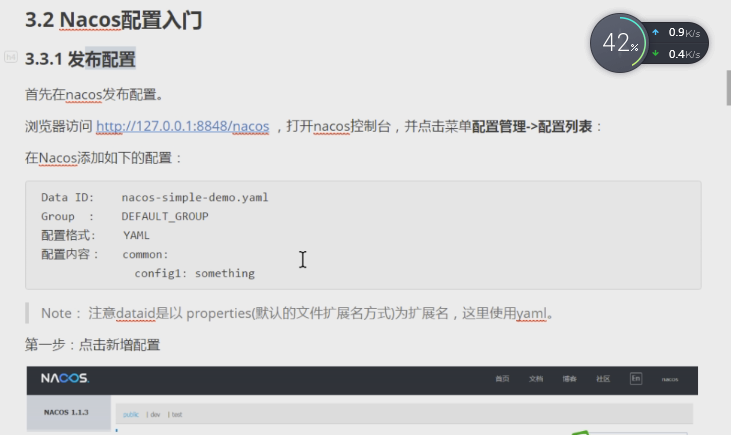 3.2 Nacos配置入门
42%
0.9K/s
0.4K/s
h4
3.3.1 发布配置
首先在nacos发布配置。
浏览器访问 http://127.0.0.1:8848/nacos ，打开nacos控制台，并点击菜单配置管理->配置列表：
在Nacos添加如下的配置：
Data ID: nacos-simple-demo.yaml
Group : DEFAULT_GROUP
配置格式: YAML
配置内容： common:
config1: something
Note： 注意dataid是以 properties(默认的文件扩展名方式)为扩展名，这里使用yaml。
第一步：点击新增配置
NACOS. 首页 文档 博客 社区 En nacos
NACOS 1.1.3 public | dev | test